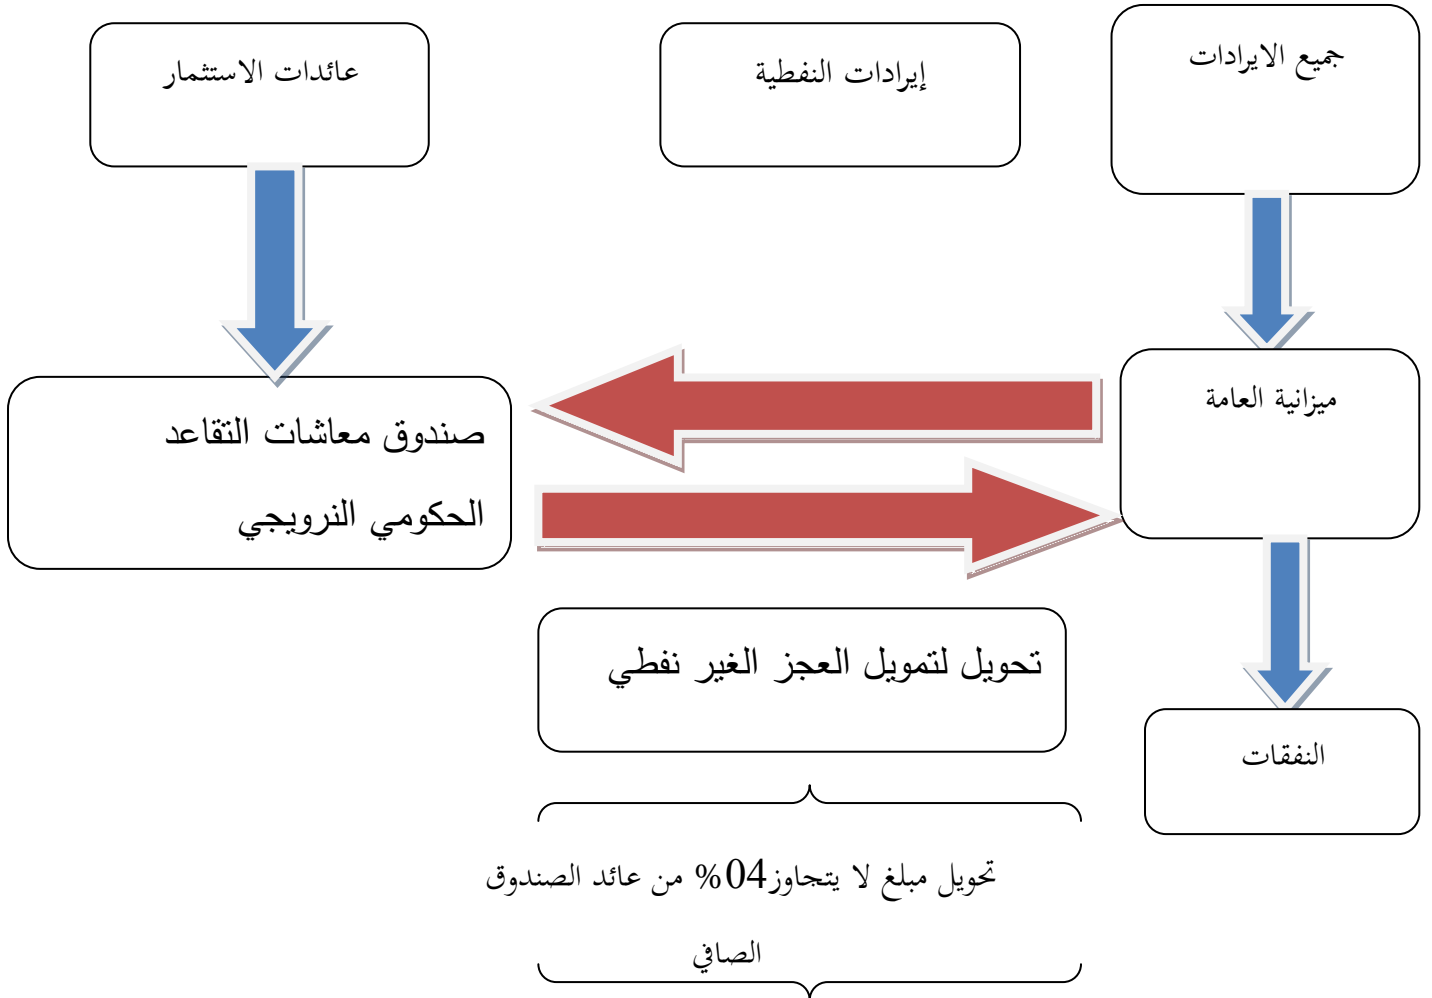 جميع الايرادات
إيرادات النفطية
عائدات الاستثمار
ميزانية العامة
صندوق معاشات التقاعد
الحكومي النرويجي
تحويل لتمويل العجز الغير نفطي
النفقات
تحويل مبلغ لا يتجاوز04% من عائد الصندوق
الصافي